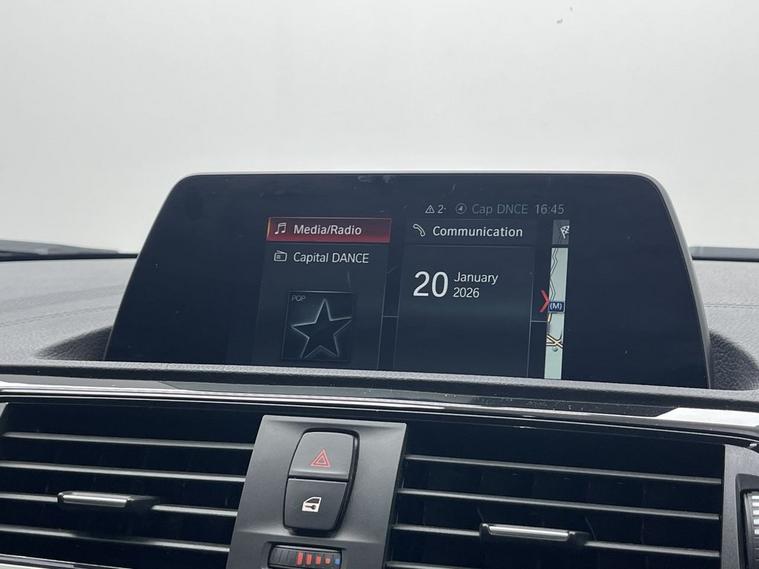 2 Cap DNCE 16:45
Media/Radio
Communication
Capital DANCE
20 January
2026
POP
(M)